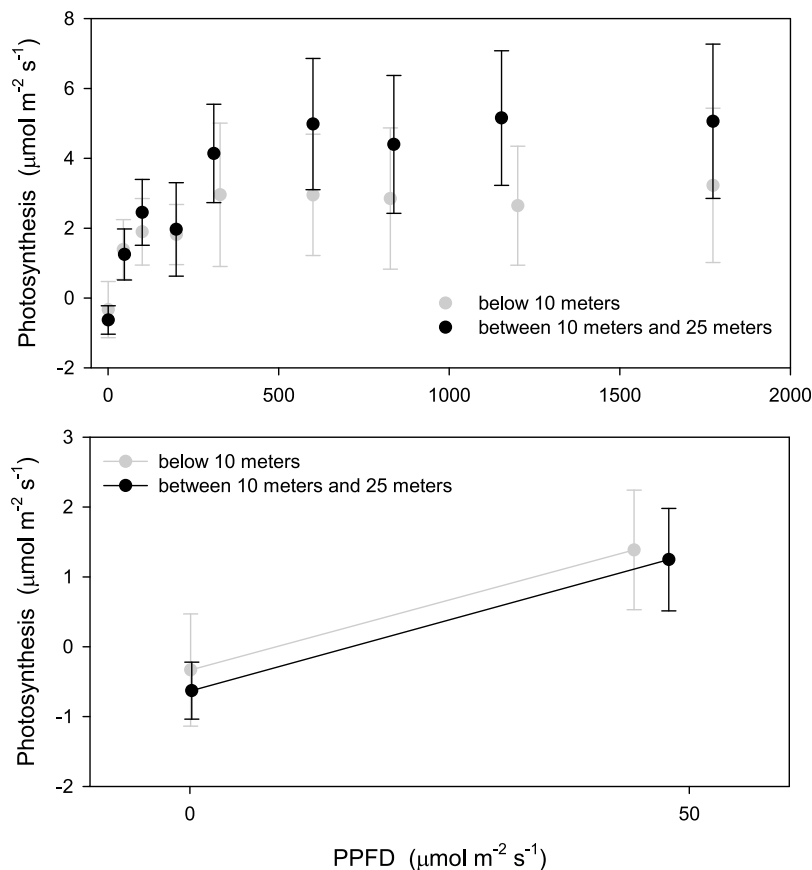 8
6
4
2
0
-2
Photosynthesis (μmol m⁻² s⁻¹)
below 10 meters
between 10 meters and 25 meters
0 500 1000 1500 2000
3
2
1
0
-1
-2
Photosynthesis (μmol m⁻² s⁻¹)
below 10 meters
between 10 meters and 25 meters
0 50
PPFD (μmol m⁻² s⁻¹)